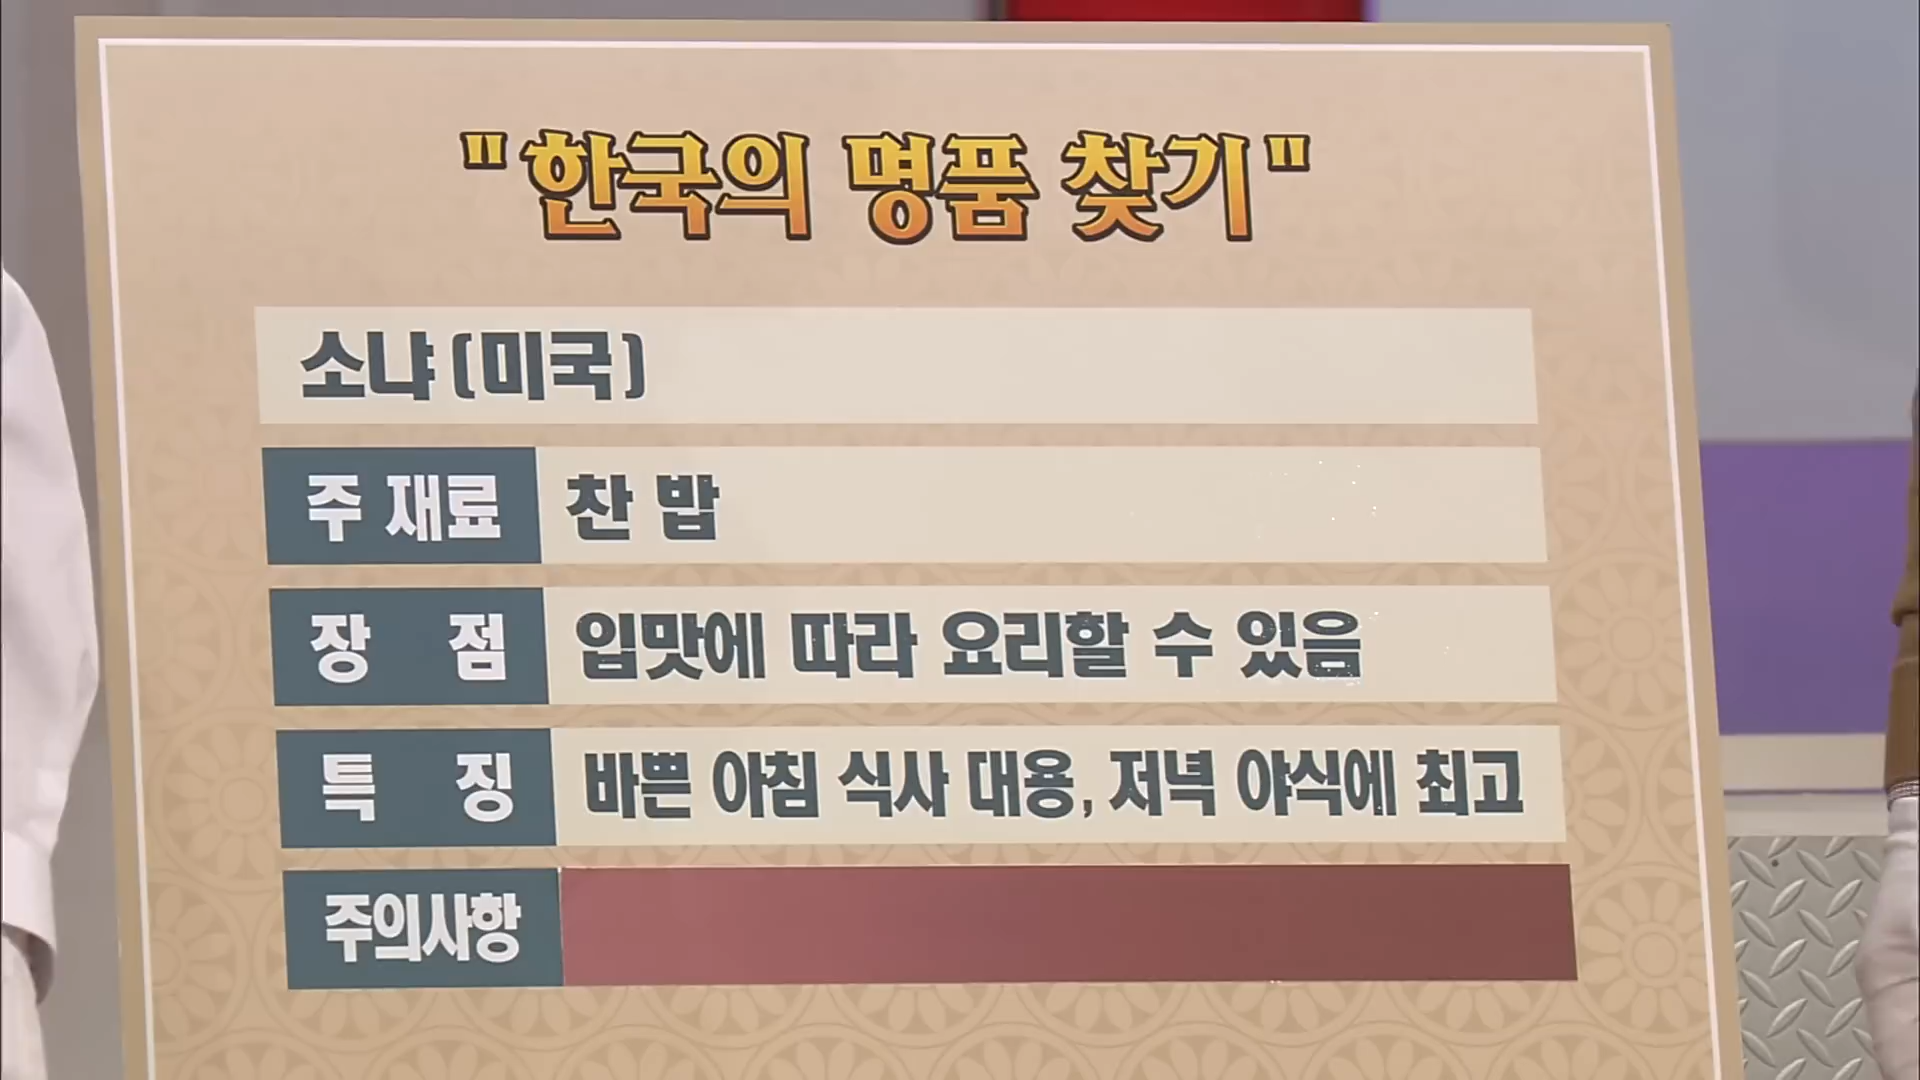 "한국의 명품 찾기"
소냐(미국)
주 재료 찬 밥
장 점 입맛에 따라 요리할 수 있음
특 징 바쁜 아침 식사 대용, 저녁 야식에 최고
주의사항